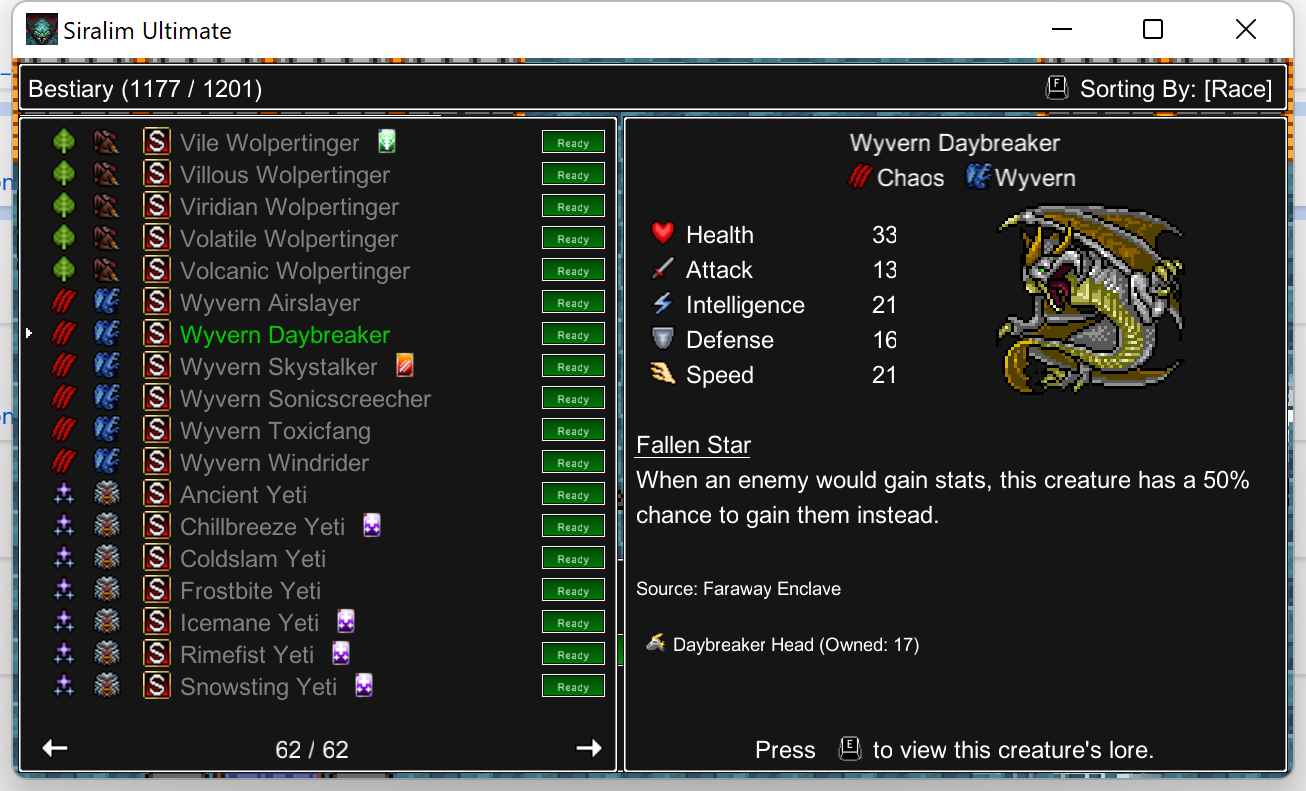 Siralim Ultimate
Bestiary (1177 / 1201)
F Sorting By: [Race]
S Vile Wolpertinger Ready
S Villous Wolpertinger Ready
S Viridian Wolpertinger Ready
S Volatile Wolpertinger Ready
S Volcanic Wolpertinger Ready
S Wyvern Airslayer Ready
S Wyvern Daybreaker Ready
S Wyvern Skystalker Ready
S Wyvern Sonicscreecher Ready
S Wyvern Toxicfang Ready
S Wyvern Windrider Ready
S Ancient Yeti Ready
S Chillbreeze Yeti Ready
S Coldslam Yeti Ready
S Frostbite Yeti Ready
S Icemane Yeti Ready
S Rimefist Yeti Ready
S Snowsting Yeti Ready
62 / 62
Wyvern Daybreaker
Chaos Wyvern
Health 33
Attack 13
Intelligence 21
Defense 16
Speed 21
Fallen Star
When an enemy would gain stats, this creature has a 50%
chance to gain them instead.
Source: Faraway Enclave
Daybreaker Head (Owned: 17)
Press E to view this creature's lore.